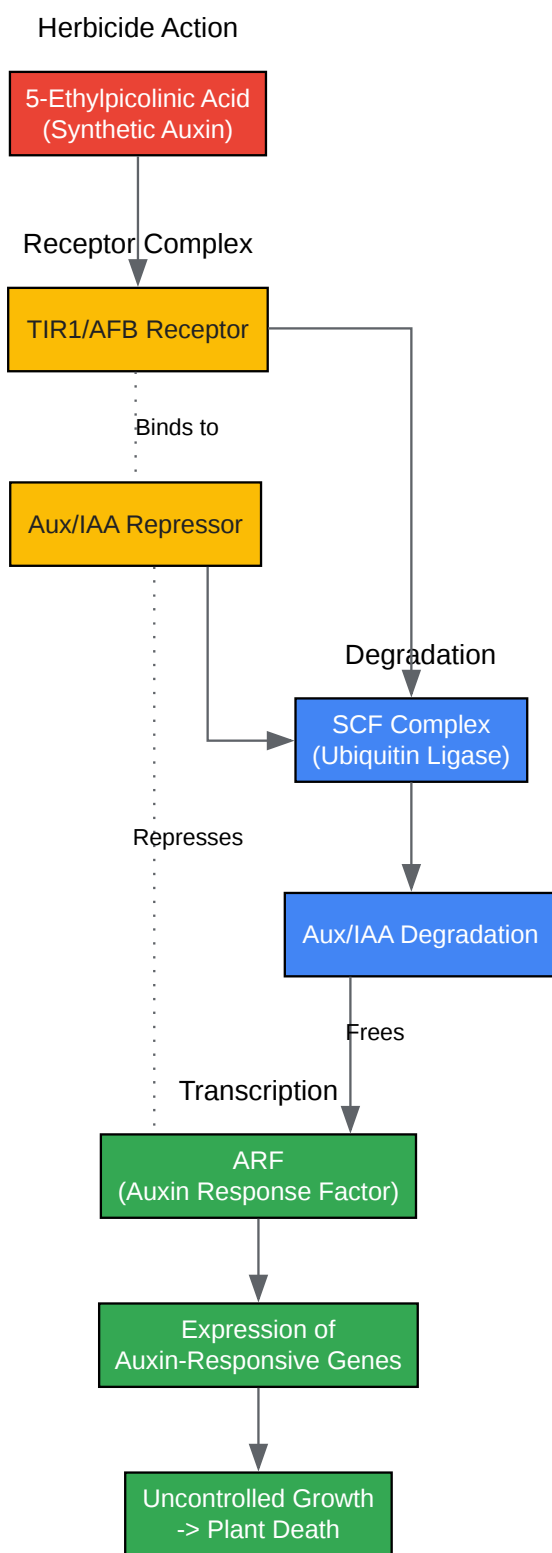 Herbicide Action
5-Ethylpicolinic Acid
(Synthetic Auxin)
Receptor Complex
TIR1/AFB Receptor
Binds to
Aux/IAA Repressor
Degradation
SCF Complex
(Ubiquitin Ligase)
Represses
Aux/IAA Degradation
Frees
Transcription
ARF
(Auxin Response Factor)
Expression of
Auxin-Responsive Genes
Uncontrolled Growth
-> Plant Death